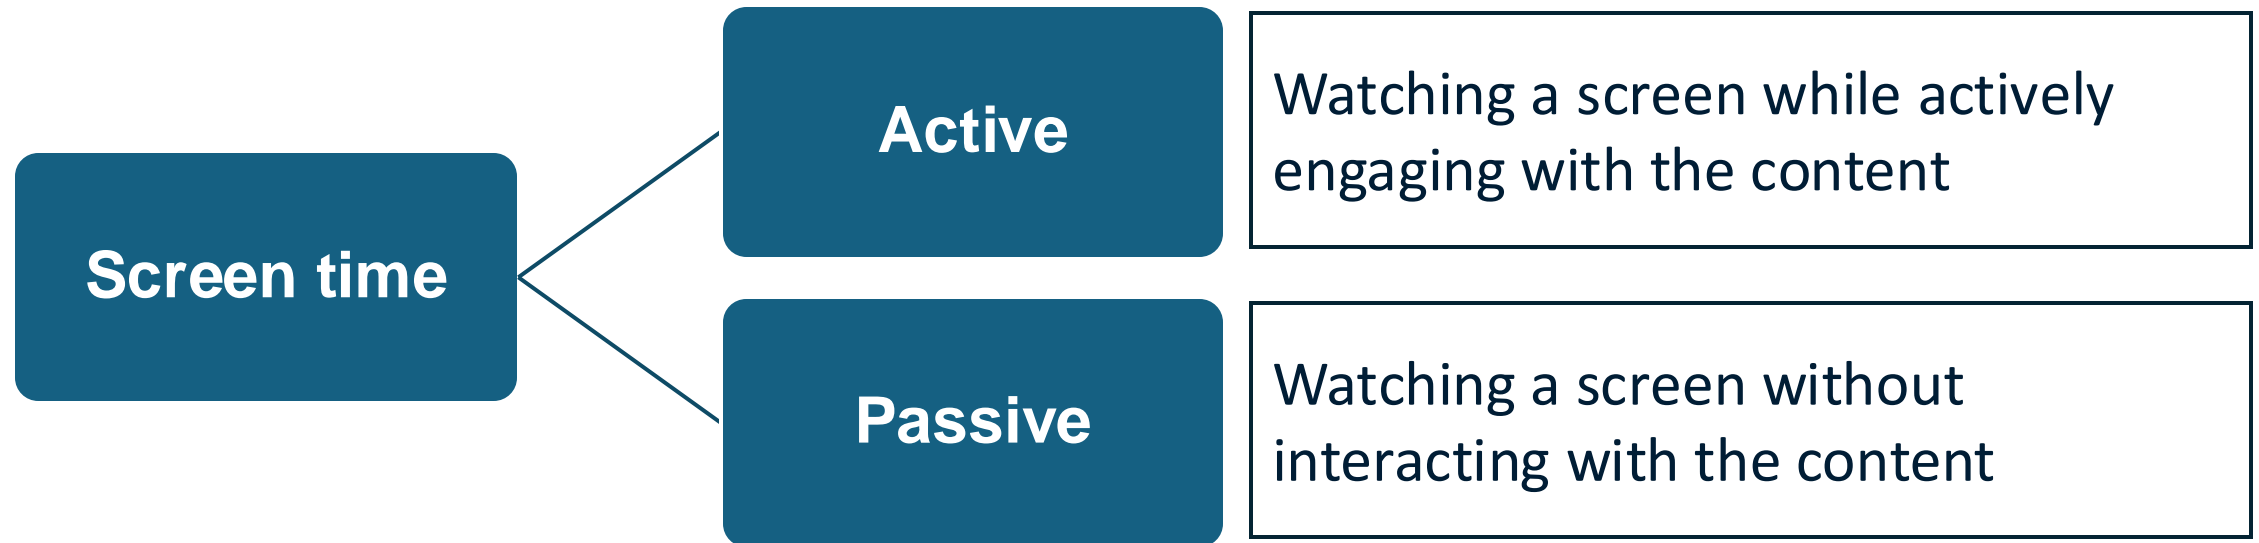 Screen time
Active
Watching a screen while actively
engaging with the content
Passive
Watching a screen without
interacting with the content